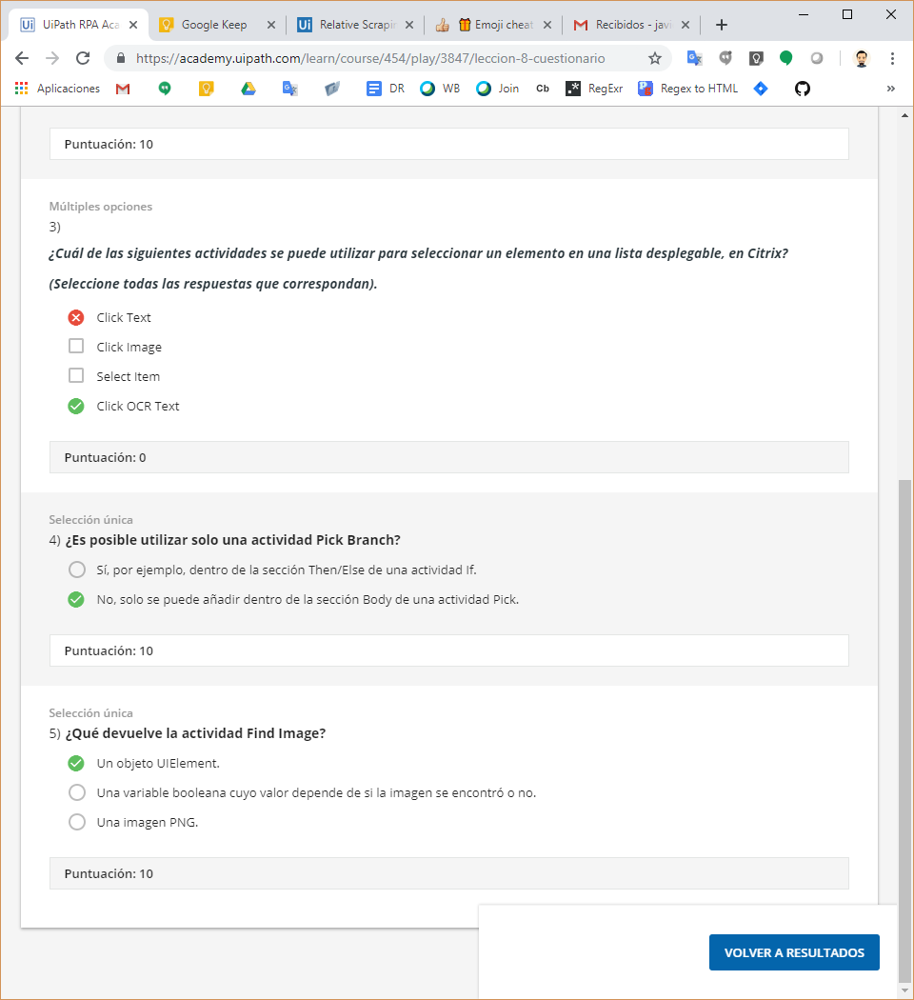 UiPath RPA Aca
Google Keep
Relative Scrapin
Emoji cheat
Recibidos - javi
https://academy.uipath.com/learn/course/454/play/3847/leccion-8-cuestionario
Aplicaciones
DR
WB
Join
Cb
RegExr
Regex to HTML
»
Puntuación: 10
Múltiples opciones
3)
¿Cuál de las siguientes actividades se puede utilizar para seleccionar un elemento en una lista desplegable, en Citrix?
(Seleccione todas las respuestas que correspondan).
Click Text
Click Image
Select Item
Click OCR Text
Puntuación: 0
Selección única
4) ¿Es posible utilizar solo una actividad Pick Branch?
Sí, por ejemplo, dentro de la sección Then/Else de una actividad If.
No, solo se puede añadir dentro de la sección Body de una actividad Pick.
Puntuación: 10
Selección única
5) ¿Qué devuelve la actividad Find Image?
Un objeto UIElement.
Una variable booleana cuyo valor depende de si la imagen se encontró o no.
Una imagen PNG.
Puntuación: 10
VOLVER A RESULTADOS